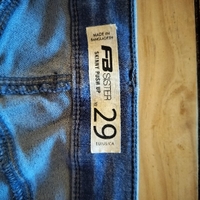 MADE IN
BANGLADESH
FB
SISTER
SKINNY PUSH UP
29